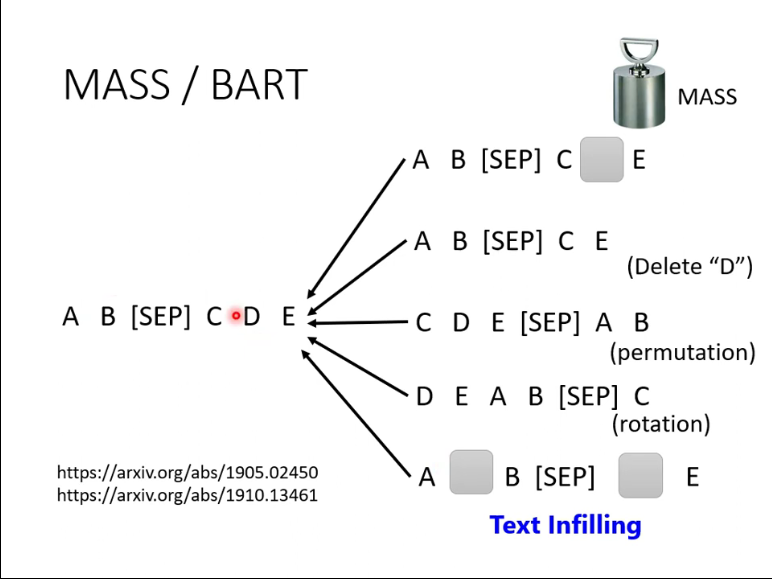 MASS / BART
MASS
A B [SEP] C E
A B [SEP] C E
(Delete “D”)
A B [SEP] C D E
C D E [SEP] A B
(permutation)
D E A B [SEP] C
(rotation)
https://arxiv.org/abs/1905.02450
https://arxiv.org/abs/1910.13461
A B [SEP] E
Text Infilling